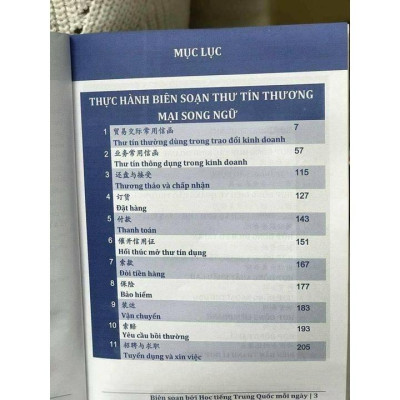 MỤC LỤC
THỰC HÀNH BIÊN SOẠN THƯ TÍN THƯƠNG
MẠI SONG NGỮ
1 贸易交际常用信函 7
Thư tín thường dùng trong trao đổi kinh doanh
2 业务常用信函 57
Thư tín thông dụng trong kinh doanh
3 还盘与接受 115
Thương thảo và chấp nhận
4 订货 127
Đặt hàng
5 付款 143
Thanh toán
6 催开信用证 151
Hối thúc mở thư tín dụng
7 索款 167
Đòi tiền hàng
8 保险 177
Bảo hiểm
9 装运 183
Vận chuyển
10 索赔 193
Yêu cầu bồi thường
11 招聘与求职 205
Tuyển dụng và xin việc
Biên soạn bởi Học tiếng Trung Quốc mỗi ngày | 3